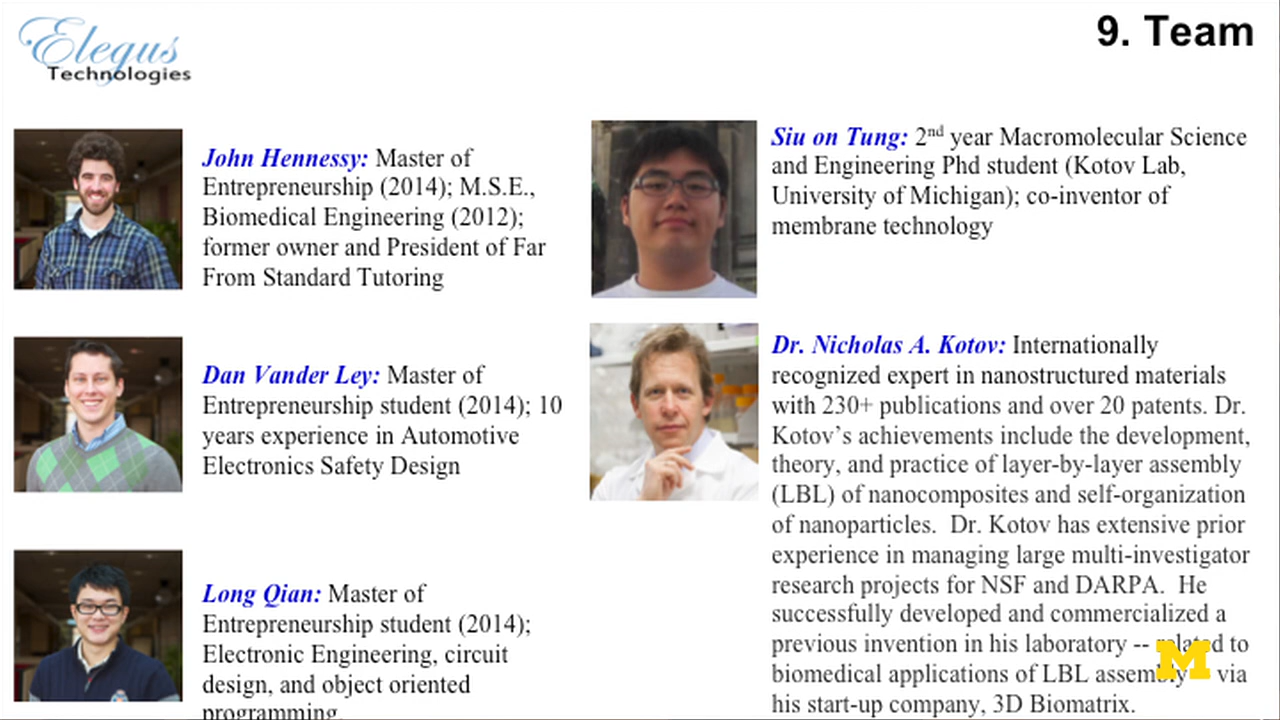 Elegus
Technologies
9. Team
John Hennessy: Master of
Entrepreneurship (2014); M.S.E.,
Biomedical Engineering (2012);
former owner and President of Far
From Standard Tutoring
Dan Vander Ley: Master of
Entrepreneurship student (2014); 10
years experience in Automotive
Electronics Safety Design
Long Qian: Master of
Entrepreneurship student (2014);
Electronic Engineering, circuit
design, and object oriented
programming.
Siu on Tung: 2nd year Macromolecular Science
and Engineering Phd student (Kotov Lab,
University of Michigan); co-inventor of
membrane technology
Dr. Nicholas A. Kotov: Internationally
recognized expert in nanostructured materials
with 230+ publications and over 20 patents. Dr.
Kotov’s achievements include the development,
theory, and practice of layer-by-layer assembly
(LBL) of nanocomposites and self-organization
of nanoparticles.  Dr. Kotov has extensive prior
experience in managing large multi-investigator
research projects for NSF and DARPA.  He
successfully developed and commercialized a
previous invention in his laboratory -- related to
biomedical applications of LBL assembly via
his start-up company, 3D Biomatrix.
M